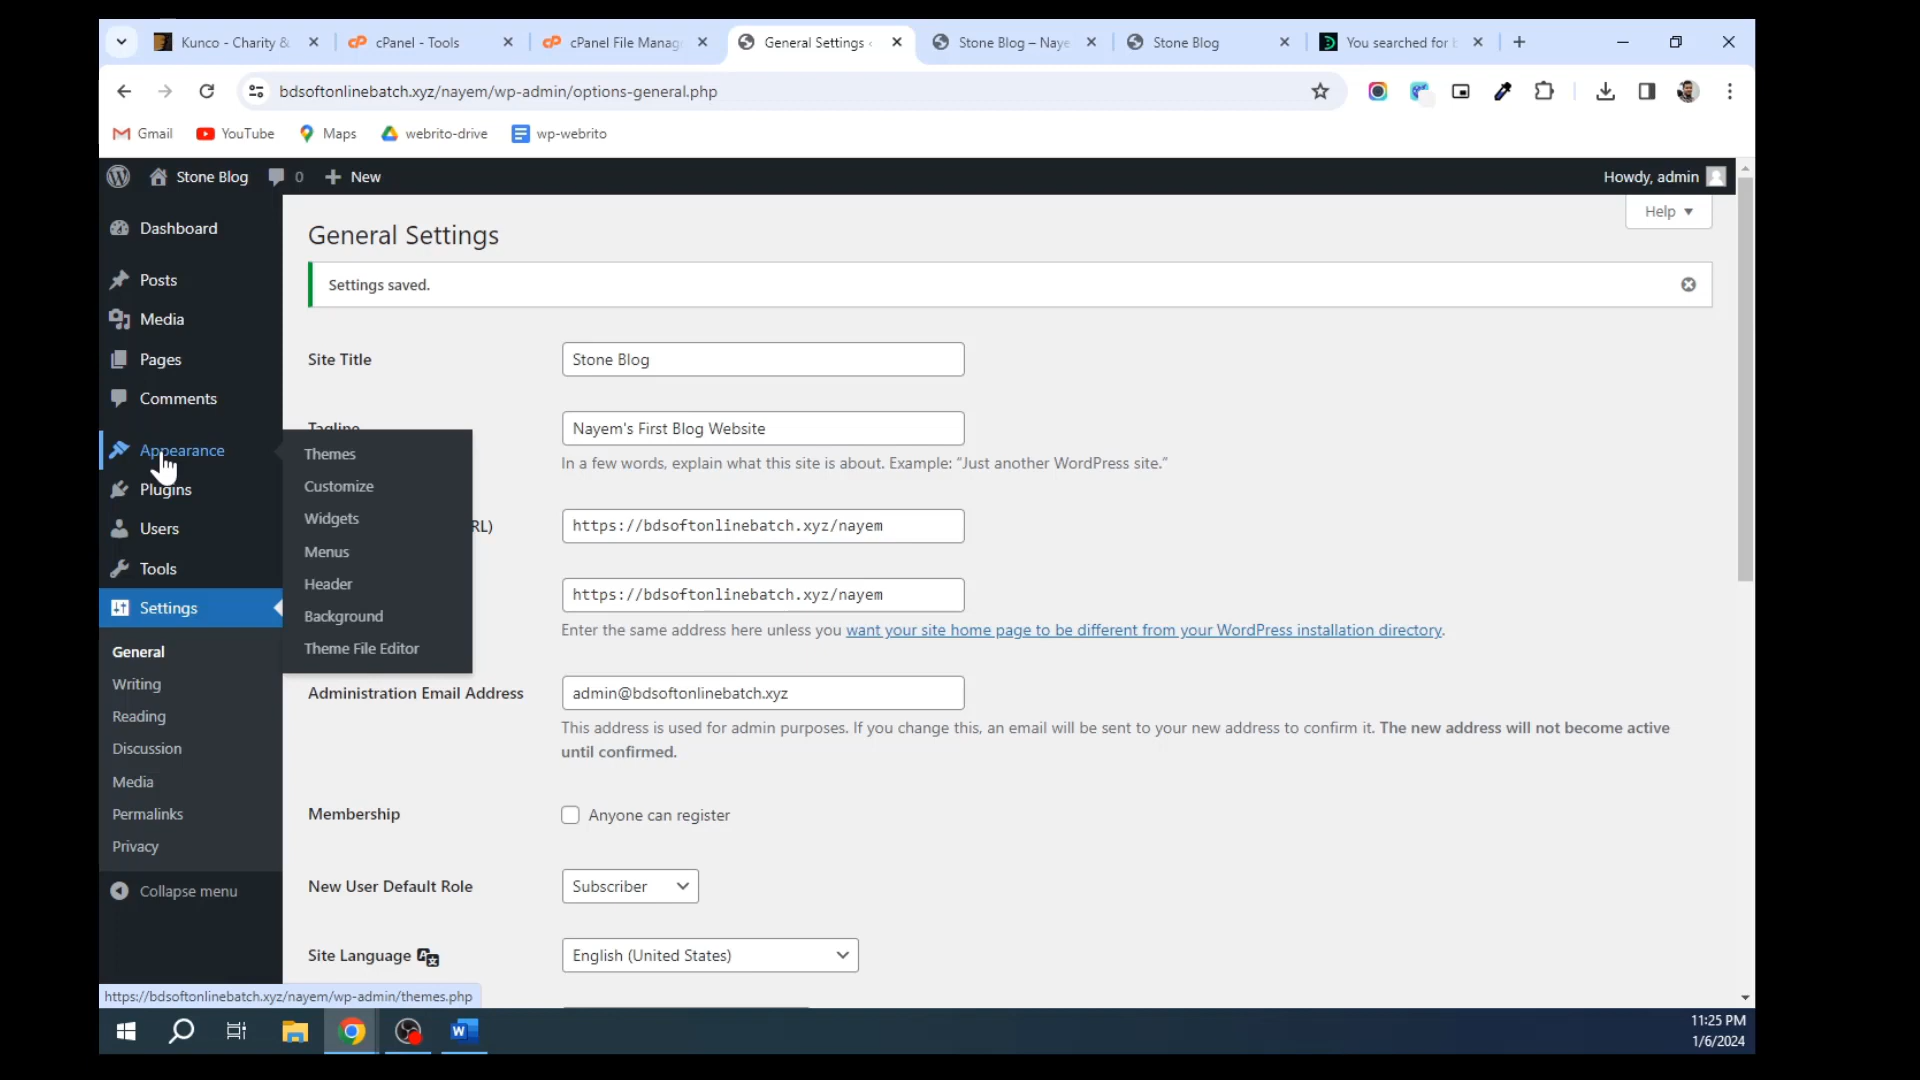 Kunco - Charity &
cPanel - Tools
cPanel File Manag
General Settings
Stone Blog – Naye
Stone Blog
You searched for
bdsoftonlinebatch.xyz/nayem/wp-admin/options-general.php
Gmail
YouTube
Maps
webrito-drive
wp-webrito
Stone Blog
0
New
Howdy, admin
Help
Dashboard
Posts
Media
Pages
Comments
Appearance
Plugins
Users
Tools
Settings
General
Writing
Reading
Discussion
Media
Permalinks
Privacy
Collapse menu
Themes
Customize
Widgets
Menus
Header
Background
Theme File Editor
General Settings
Settings saved.
Site Title
Stone Blog
Tagline
Nayem's First Blog Website
In a few words, explain what this site is about. Example: “Just another WordPress site.”
RL)
https://bdsoftonlinebatch.xyz/nayem
https://bdsoftonlinebatch.xyz/nayem
Enter the same address here unless you want your site home page to be different from your WordPress installation directory.
Administration Email Address
admin@bdsoftonlinebatch.xyz
This address is used for admin purposes. If you change this, an email will be sent to your new address to confirm it. The new address will not become active
until confirmed.
Membership
Anyone can register
New User Default Role
Subscriber
Site Language
English (United States)
https://bdsoftonlinebatch.xyz/nayem/wp-admin/themes.php
11:25 PM
1/6/2024